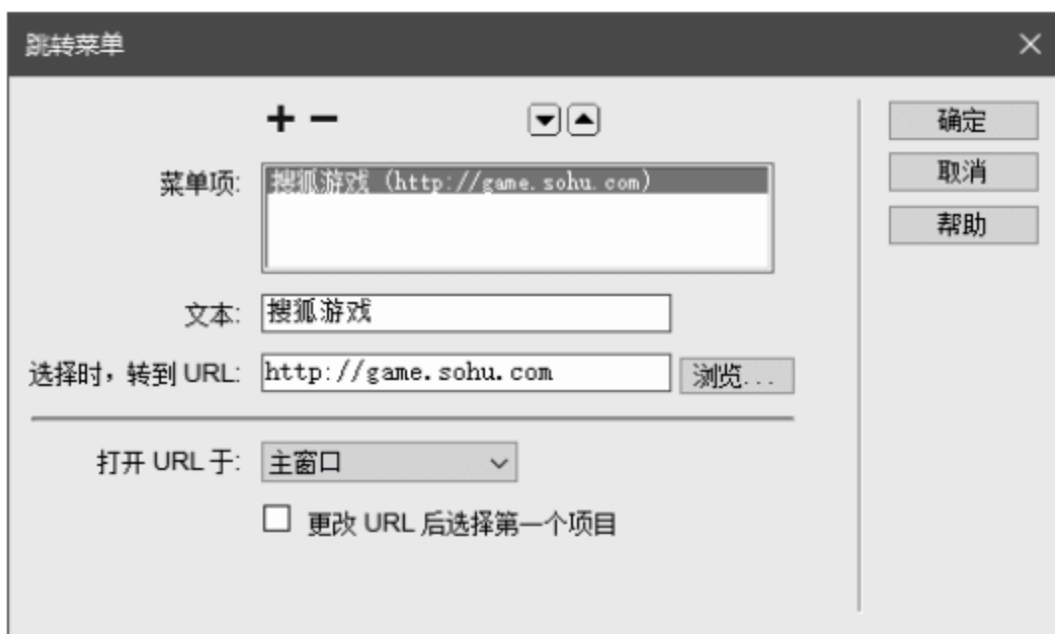 跳转菜单
确定
菜单项: 搜狐游戏 (http://game.sohu.com)
取消
帮助
文本: 搜狐游戏
选择时，转到 URL: http://game.sohu.com 浏览...
打开 URL 于: 主窗口
更改 URL 后选择第一个项目